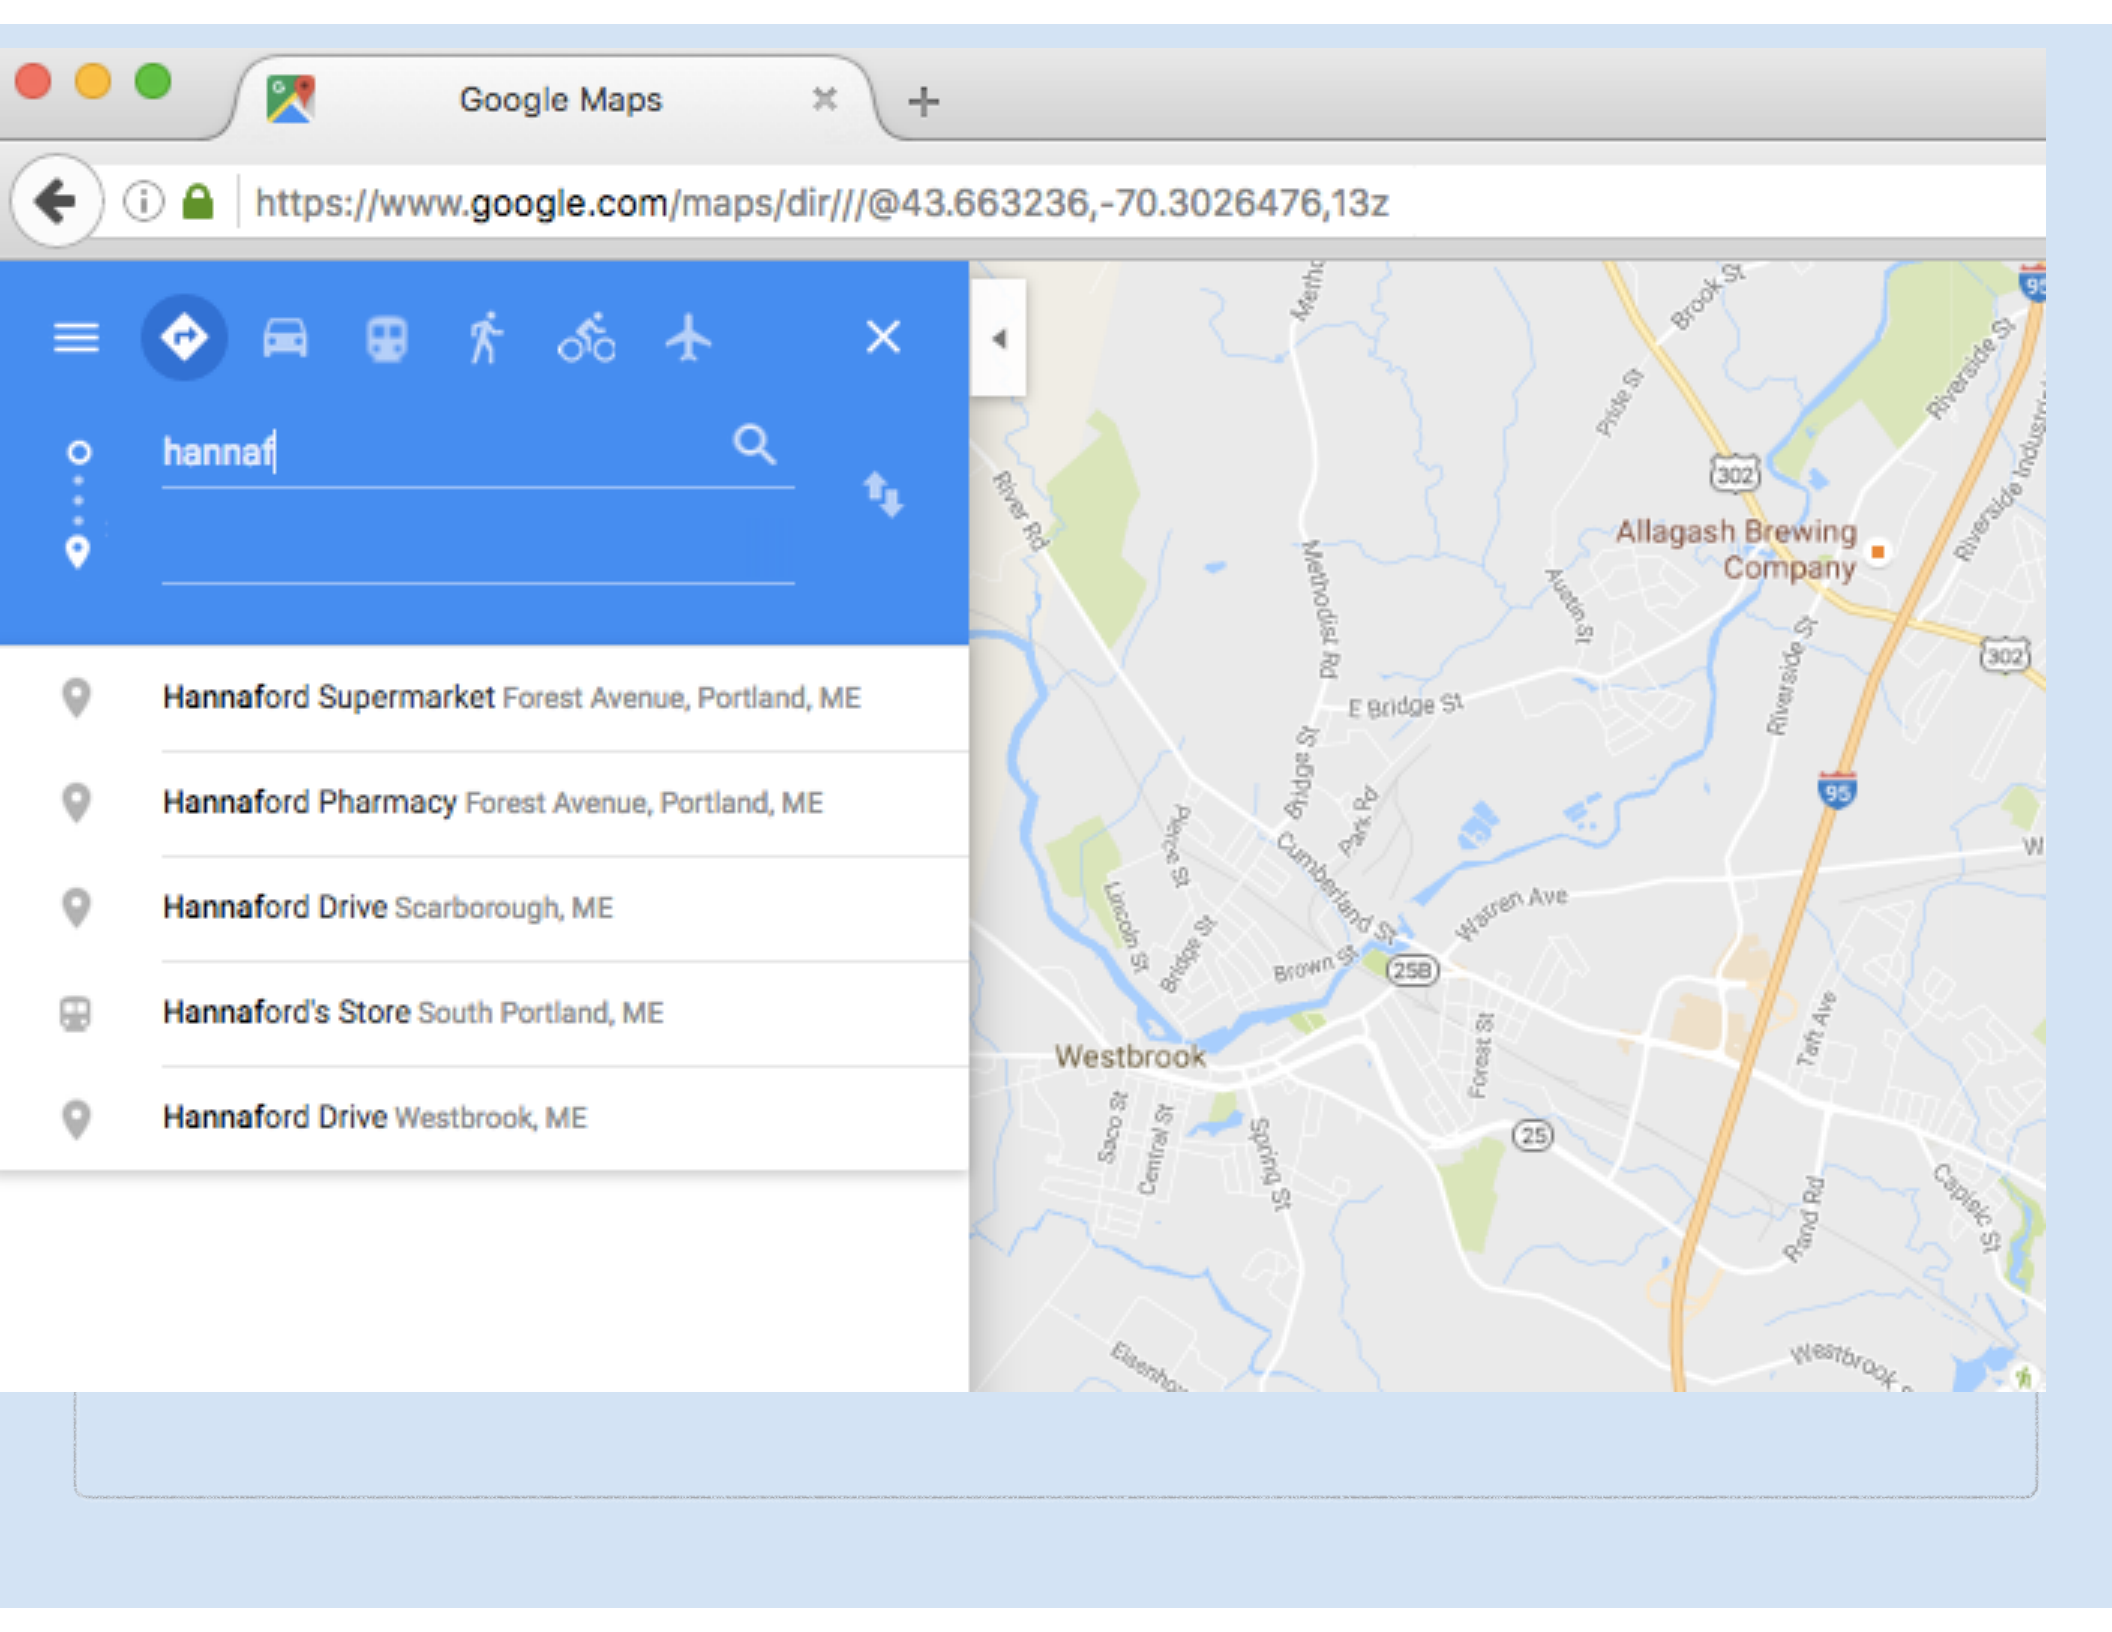 Google Maps
https://www.google.com/maps/dir///@43.663236,-70.3026476,13z
hannaf
Hannaford Supermarket Forest Avenue, Portland, ME
Hannaford Pharmacy Forest Avenue, Portland, ME
Hannaford Drive Scarborough, ME
Hannaford's Store South Portland, ME
Hannaford Drive Westbrook, ME
Brook St
95
Riverside St
Pride St
302
River Rd
Allagash Brewing
Company
Methodist Rd
Austin St
Riverside St
302
E Bridge St
Bridge St
95
Park Rd
Pierce St
Cumberland St
Lincoln St
Warren Ave
Bridge St
Brown St
25B
Taft Ave
Forest St
Westbrook
Saco St
Central St
Spring St
25
Rand Rd
Capisic St
Westbrook